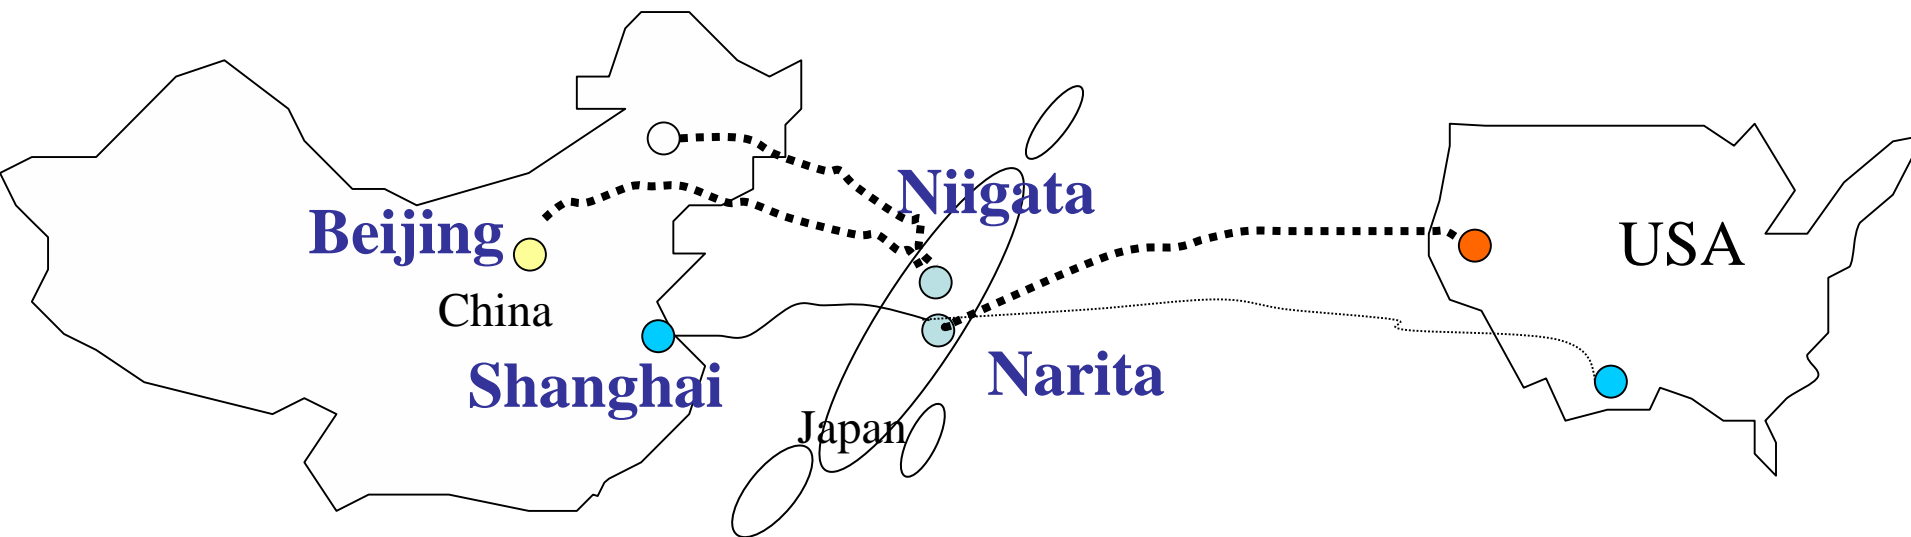 Niigata
Beijing
USA
China
Narita
Shanghai
Japan